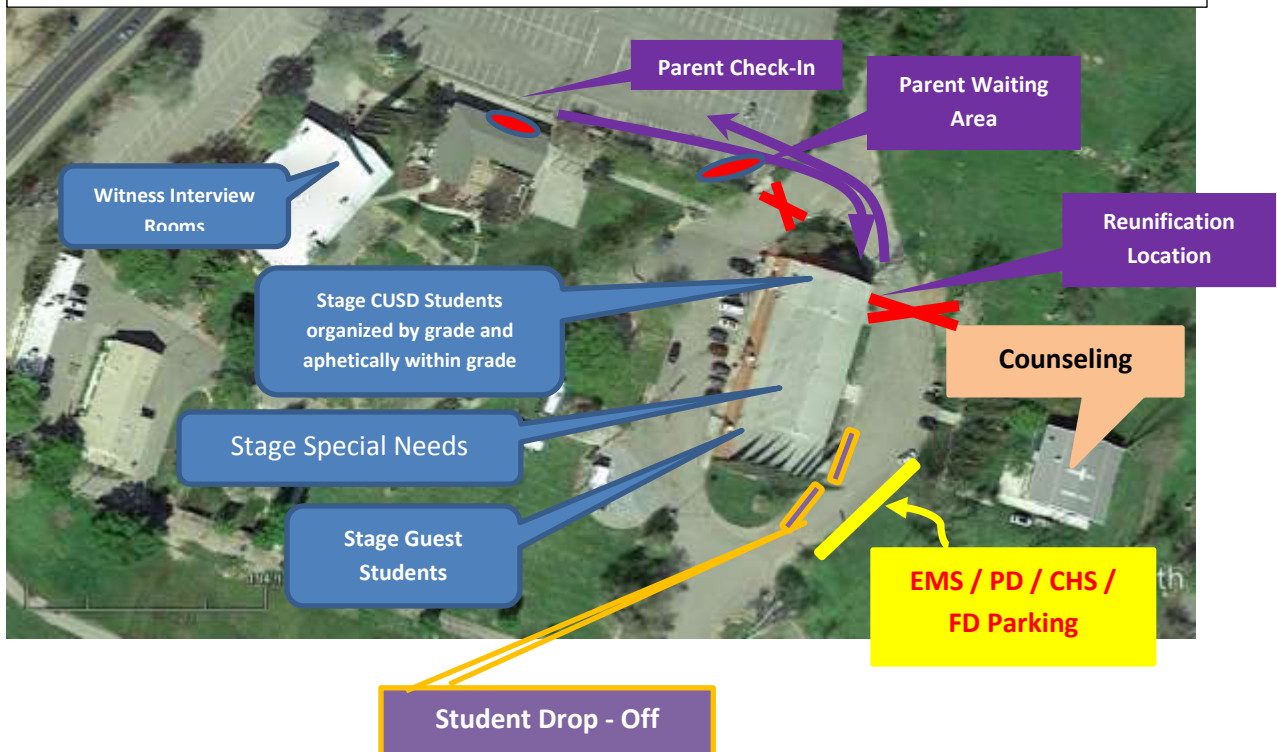 Parent Check-In
Parent Waiting
Area
Witness Interview
Rooms
Reunification
Location
Stage CUSD Students
organized by grade and
aphetically within grade
Counseling
Stage Special Needs
Stage Guest
Students
EMS / PD / CHS /
FD Parking
Student Drop - Off